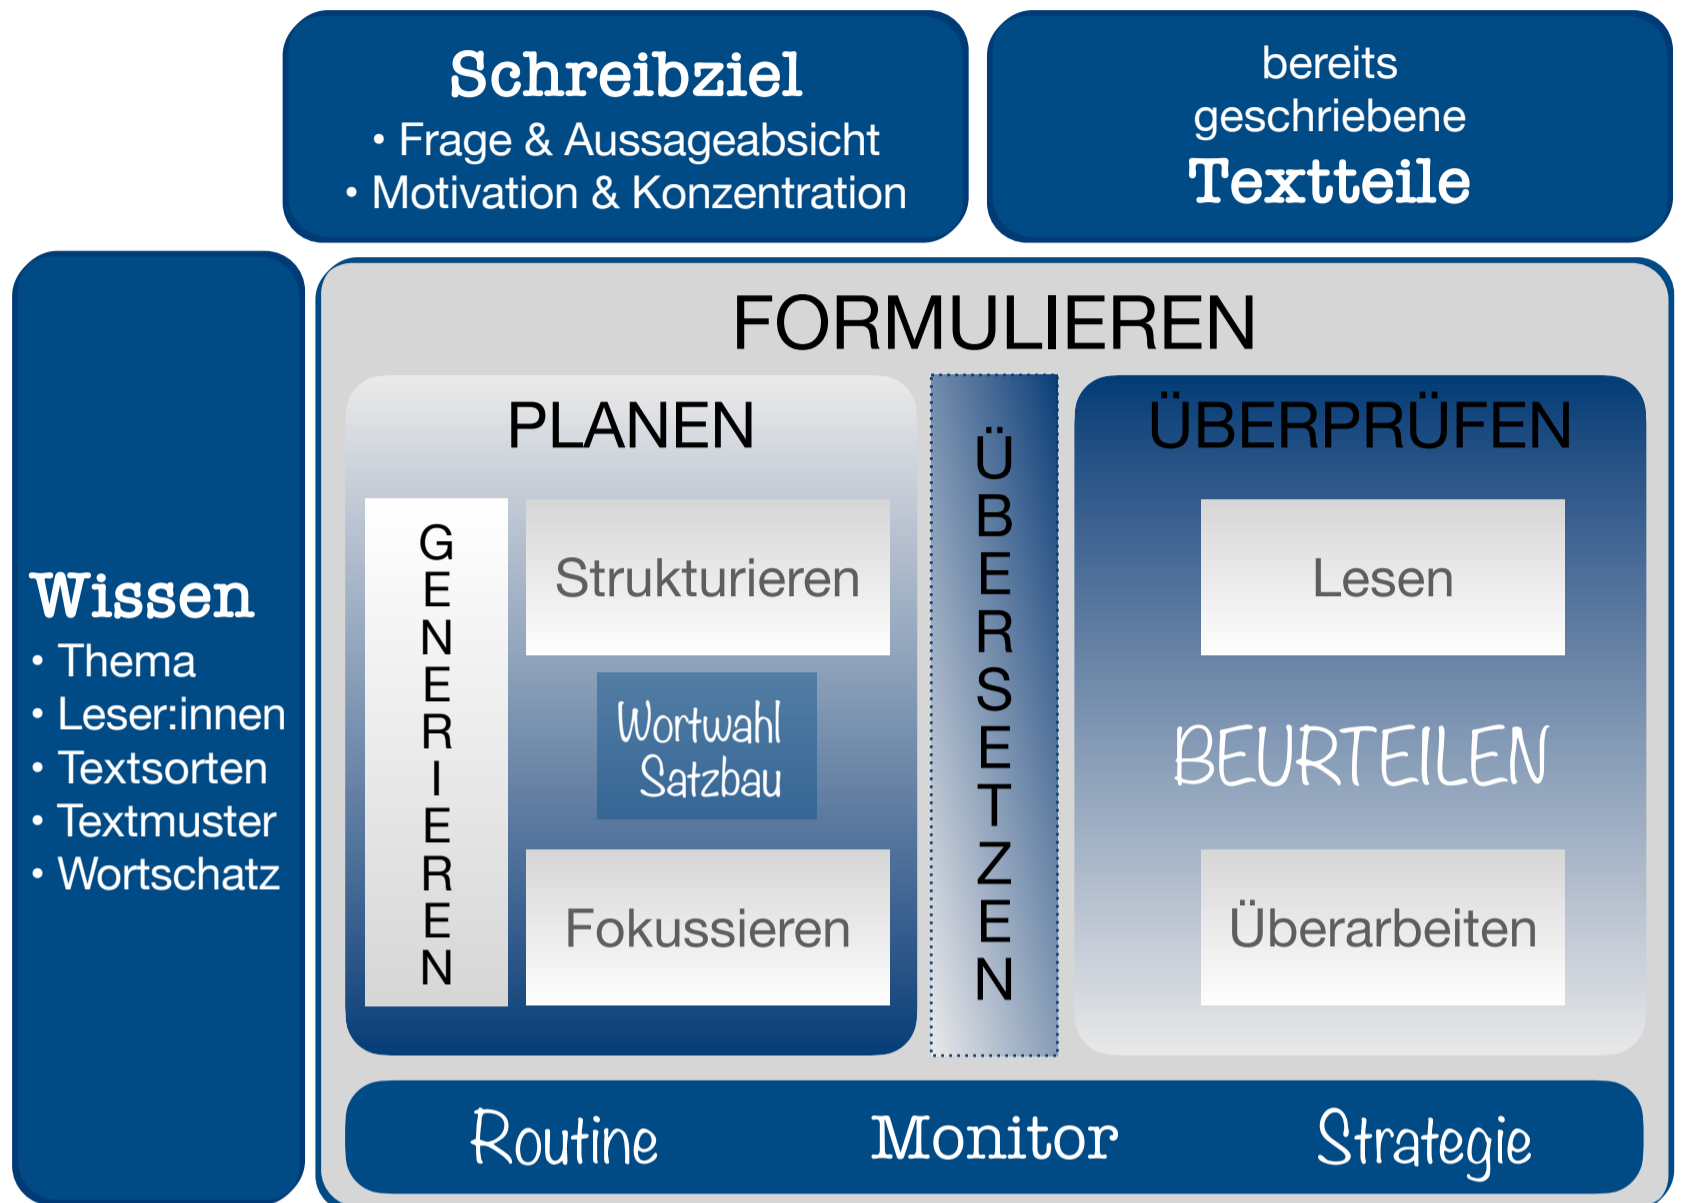 Schreibziel
• Frage & Aussageabsicht
• Motivation & Konzentration
bereits
geschriebene
Textteile
Wissen
• Thema
• Leser:innen
• Textsorten
• Textmuster
• Wortschatz
FORMULIEREN
PLANEN
GENERIEREN
Strukturieren
Wortwahl
Satzbau
Fokussieren
ÜBERSETZEN
ÜBERPRÜFEN
Lesen
BEURTEILEN
Überarbeiten
Routine Monitor Strategie